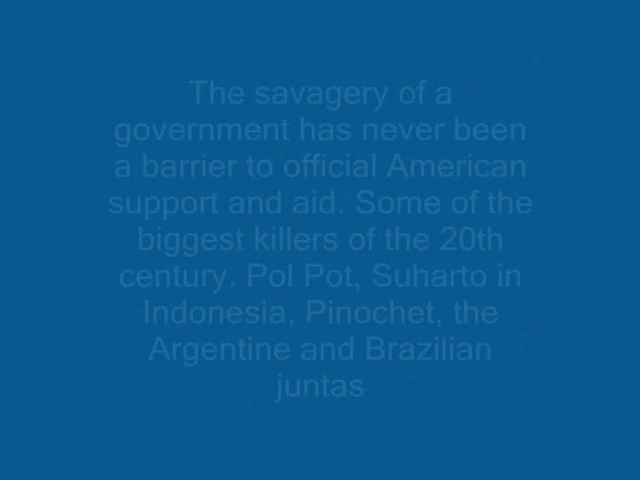 The savagery of a
government has never been
a barrier to official American
support and aid. Some of the
biggest killers of the 20th
century. Pol Pot, Suharto in
Indonesia, Pinochet, the
Argentine and Brazilian
juntas